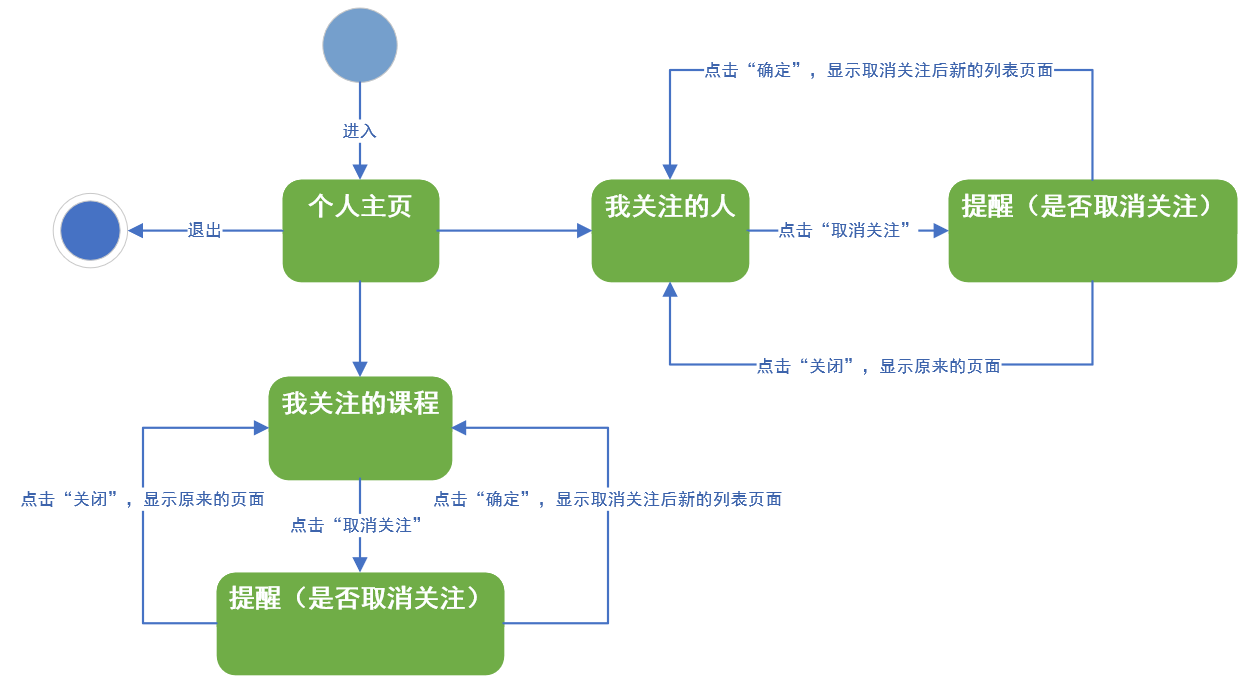 点击“确定”，显示取消关注后新的列表页面
进入
个人主页
我关注的人
提醒（是否取消关注）
退出
点击“取消关注”
点击“关闭”，显示原来的页面
我关注的课程
点击“关闭”，显示原来的页面
点击“确定”，显示取消关注后新的列表页面
点击“取消关注”
提醒（是否取消关注）